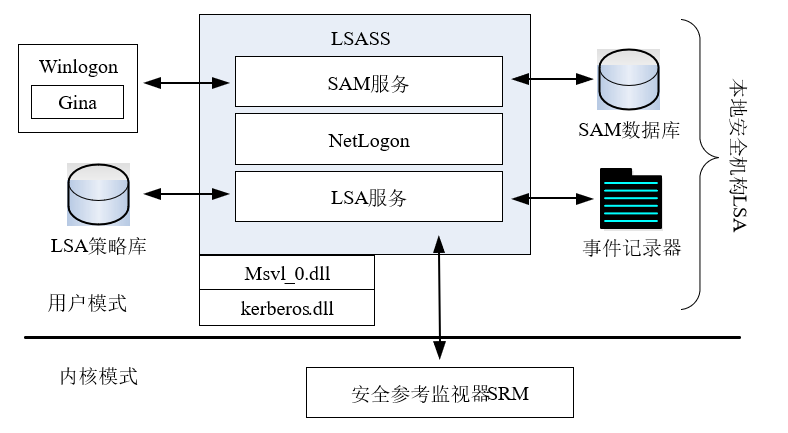 LSASS
Winlogon
Gina
SAM服务
SAM数据库
NetLogon
LSA服务
LSA策略库
事件记录器
本地安全机构LSA
Msvl_0.dll
kerberos.dll
用户模式
内核模式
安全参考监视器SRM